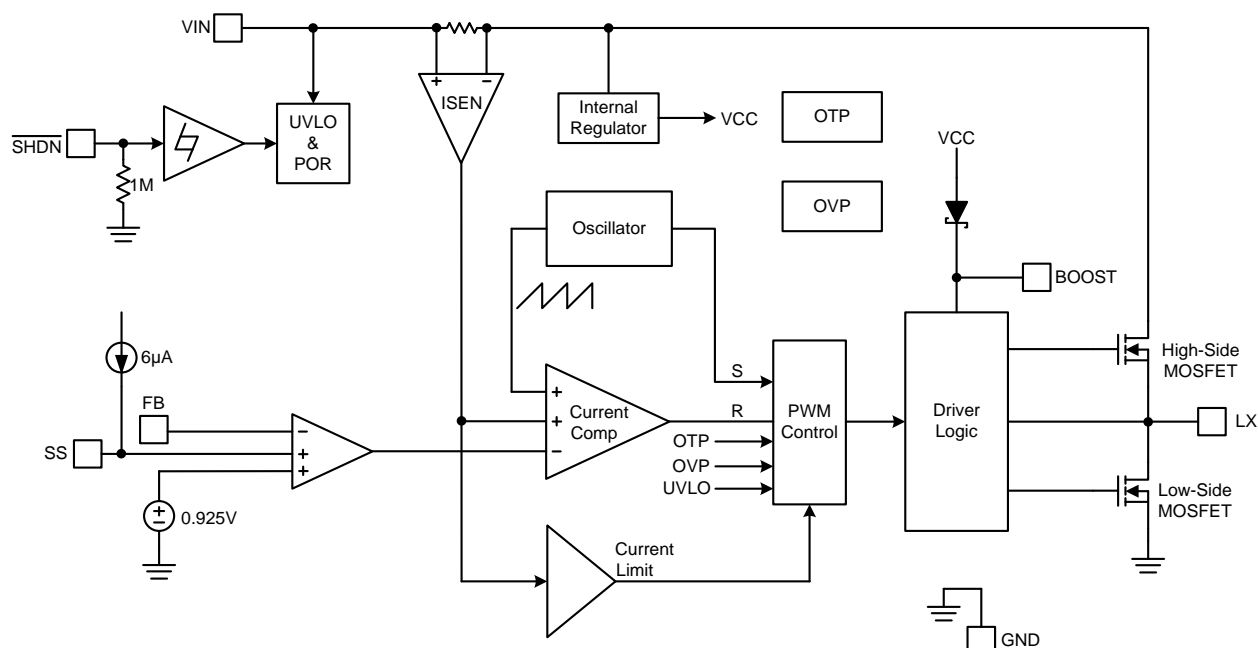 VIN
+ −
ISEN
Internal
Regulator
VCC
OTP
SHDN
UVLO
&
POR
1M
VCC
OVP
Oscillator
BOOST
6µA
High-Side
MOSFET
FB
S
+
+
−
Current
Comp
R
PWM
Control
Driver
Logic
LX
SS
−
+
+
OTP
OVP
UVLO
Low-Side
MOSFET
+
−
0.925V
Current
Limit
GND